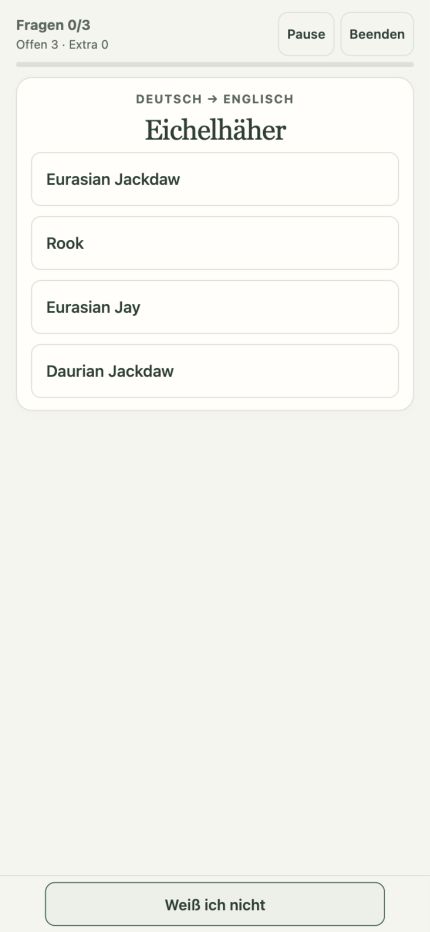 Fragen 0/3
Offen 3 · Extra 0
Pause
Beenden
DEUTSCH → ENGLISCH
Eichelhäher
Eurasian Jackdaw
Rook
Eurasian Jay
Daurian Jackdaw
Weiß ich nicht